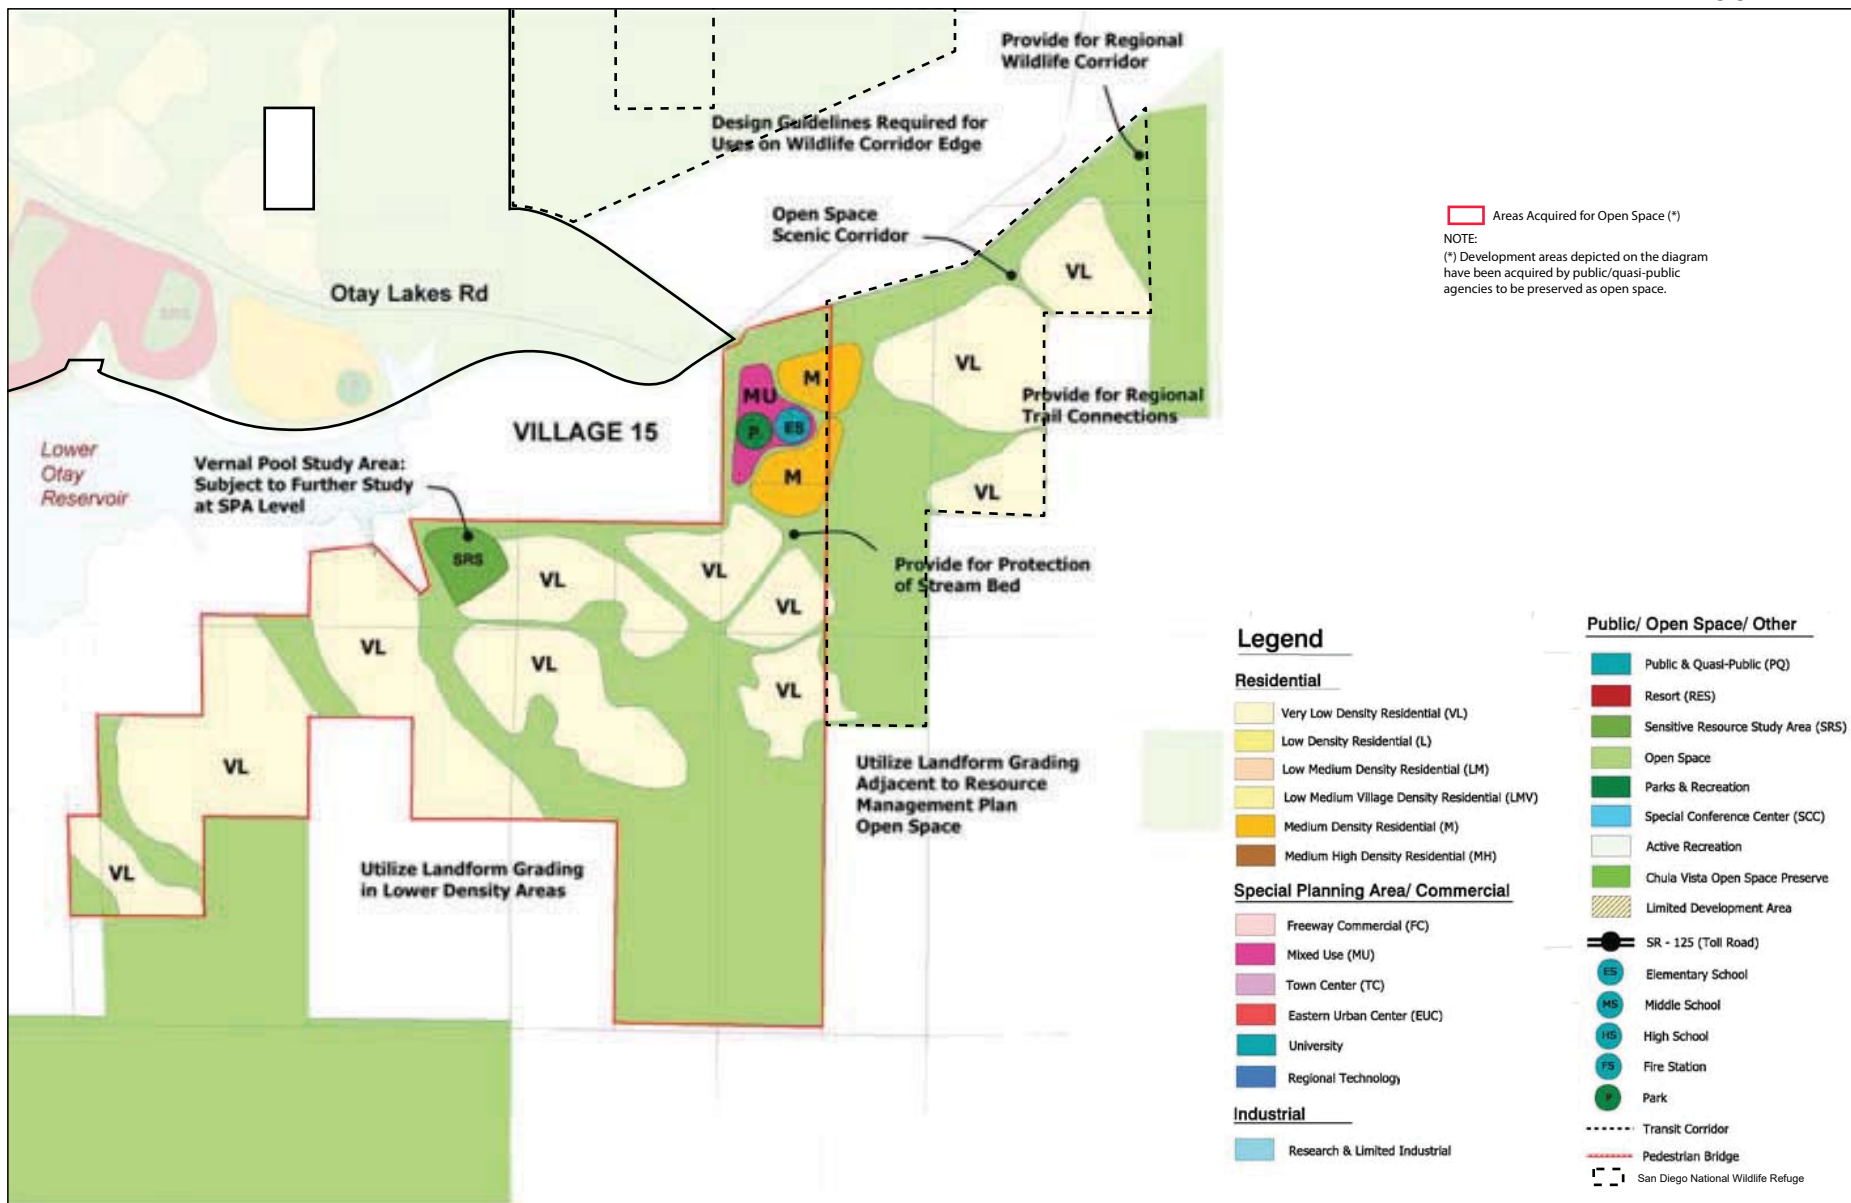 Provide for Regional
Wildlife Corridor
Design Guidelines Required for
Uses on Wildlife Corridor Edge
Open Space
Scenic Corridor
Areas Acquired for Open Space (*)
NOTE:
(*) Development areas depicted on the diagram
have been acquired by public/quasi-public
agencies to be preserved as open space.
Otay Lakes Rd
SRS
P
VL
VL
M
MU
P
ES
M
VL
Provide for Regional
Trail Connections
VILLAGE 15
Lower
Otay
Reservoir
Vernal Pool Study Area:
Subject to Further Study
at SPA Level
SRS
VL
VL
VL
Provide for Protection
of Stream Bed
VL
VL
VL
VL
VL
Utilize Landform Grading
Adjacent to Resource
Management Plan
Open Space
Utilize Landform Grading
in Lower Density Areas
Legend
Residential
Very Low Density Residential (VL)
Low Density Residential (L)
Low Medium Density Residential (LM)
Low Medium Village Density Residential (LMV)
Medium Density Residential (M)
Medium High Density Residential (MH)
Special Planning Area/ Commercial
Freeway Commercial (FC)
Mixed Use (MU)
Town Center (TC)
Eastern Urban Center (EUC)
University
Regional Technology
Industrial
Research & Limited Industrial
Public/ Open Space/ Other
Public & Quasi-Public (PQ)
Resort (RES)
Sensitive Resource Study Area (SRS)
Open Space
Parks & Recreation
Special Conference Center (SCC)
Active Recreation
Chula Vista Open Space Preserve
Limited Development Area
SR - 125 (Toll Road)
ES Elementary School
MS Middle School
HS High School
FS Fire Station
P Park
Transit Corridor
Pedestrian Bridge
San Diego National Wildlife Refuge